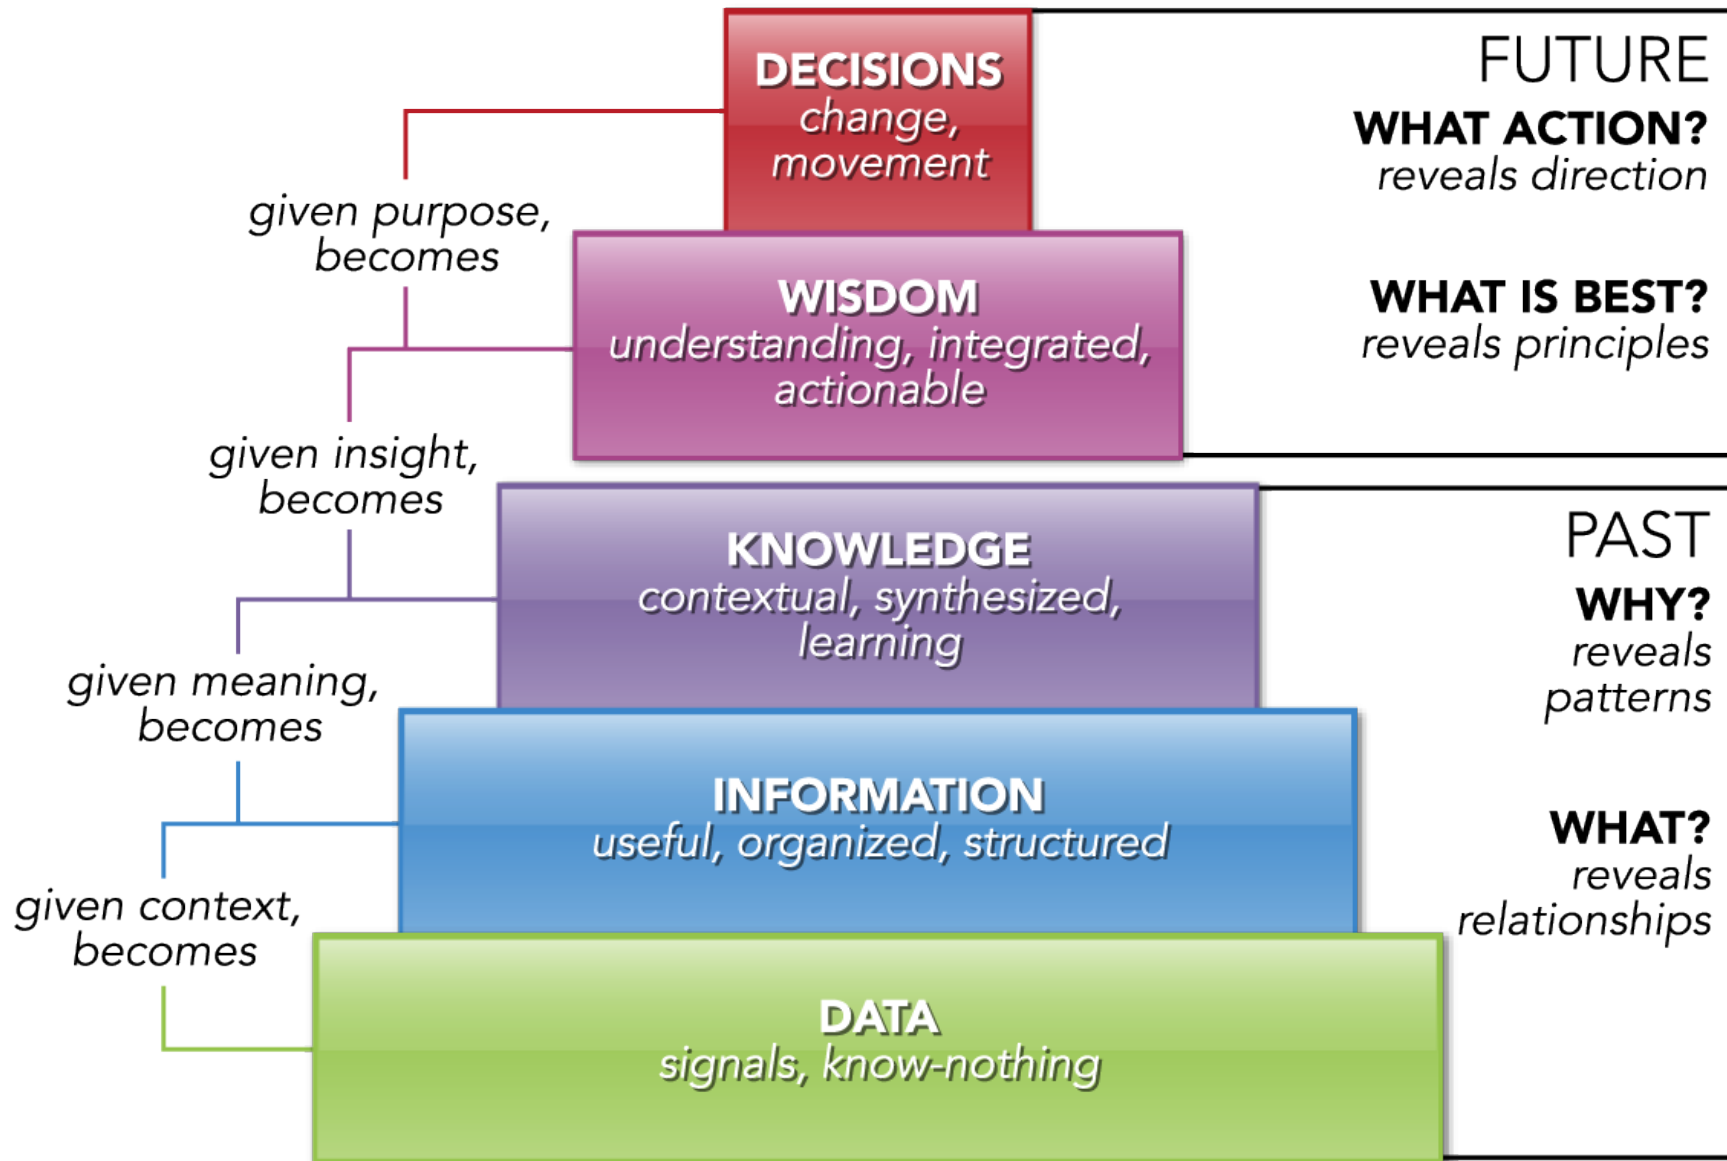 DECISIONS
change,
movement
FUTURE
WHAT ACTION?
reveals direction
given purpose,
becomes
WISDOM
understanding, integrated,
actionable
WHAT IS BEST?
reveals principles
given insight,
becomes
KNOWLEDGE
contextual, synthesized,
learning
PAST
WHY?
reveals
patterns
given meaning,
becomes
INFORMATION
useful, organized, structured
WHAT?
reveals
relationships
given context,
becomes
DATA
signals, know-nothing